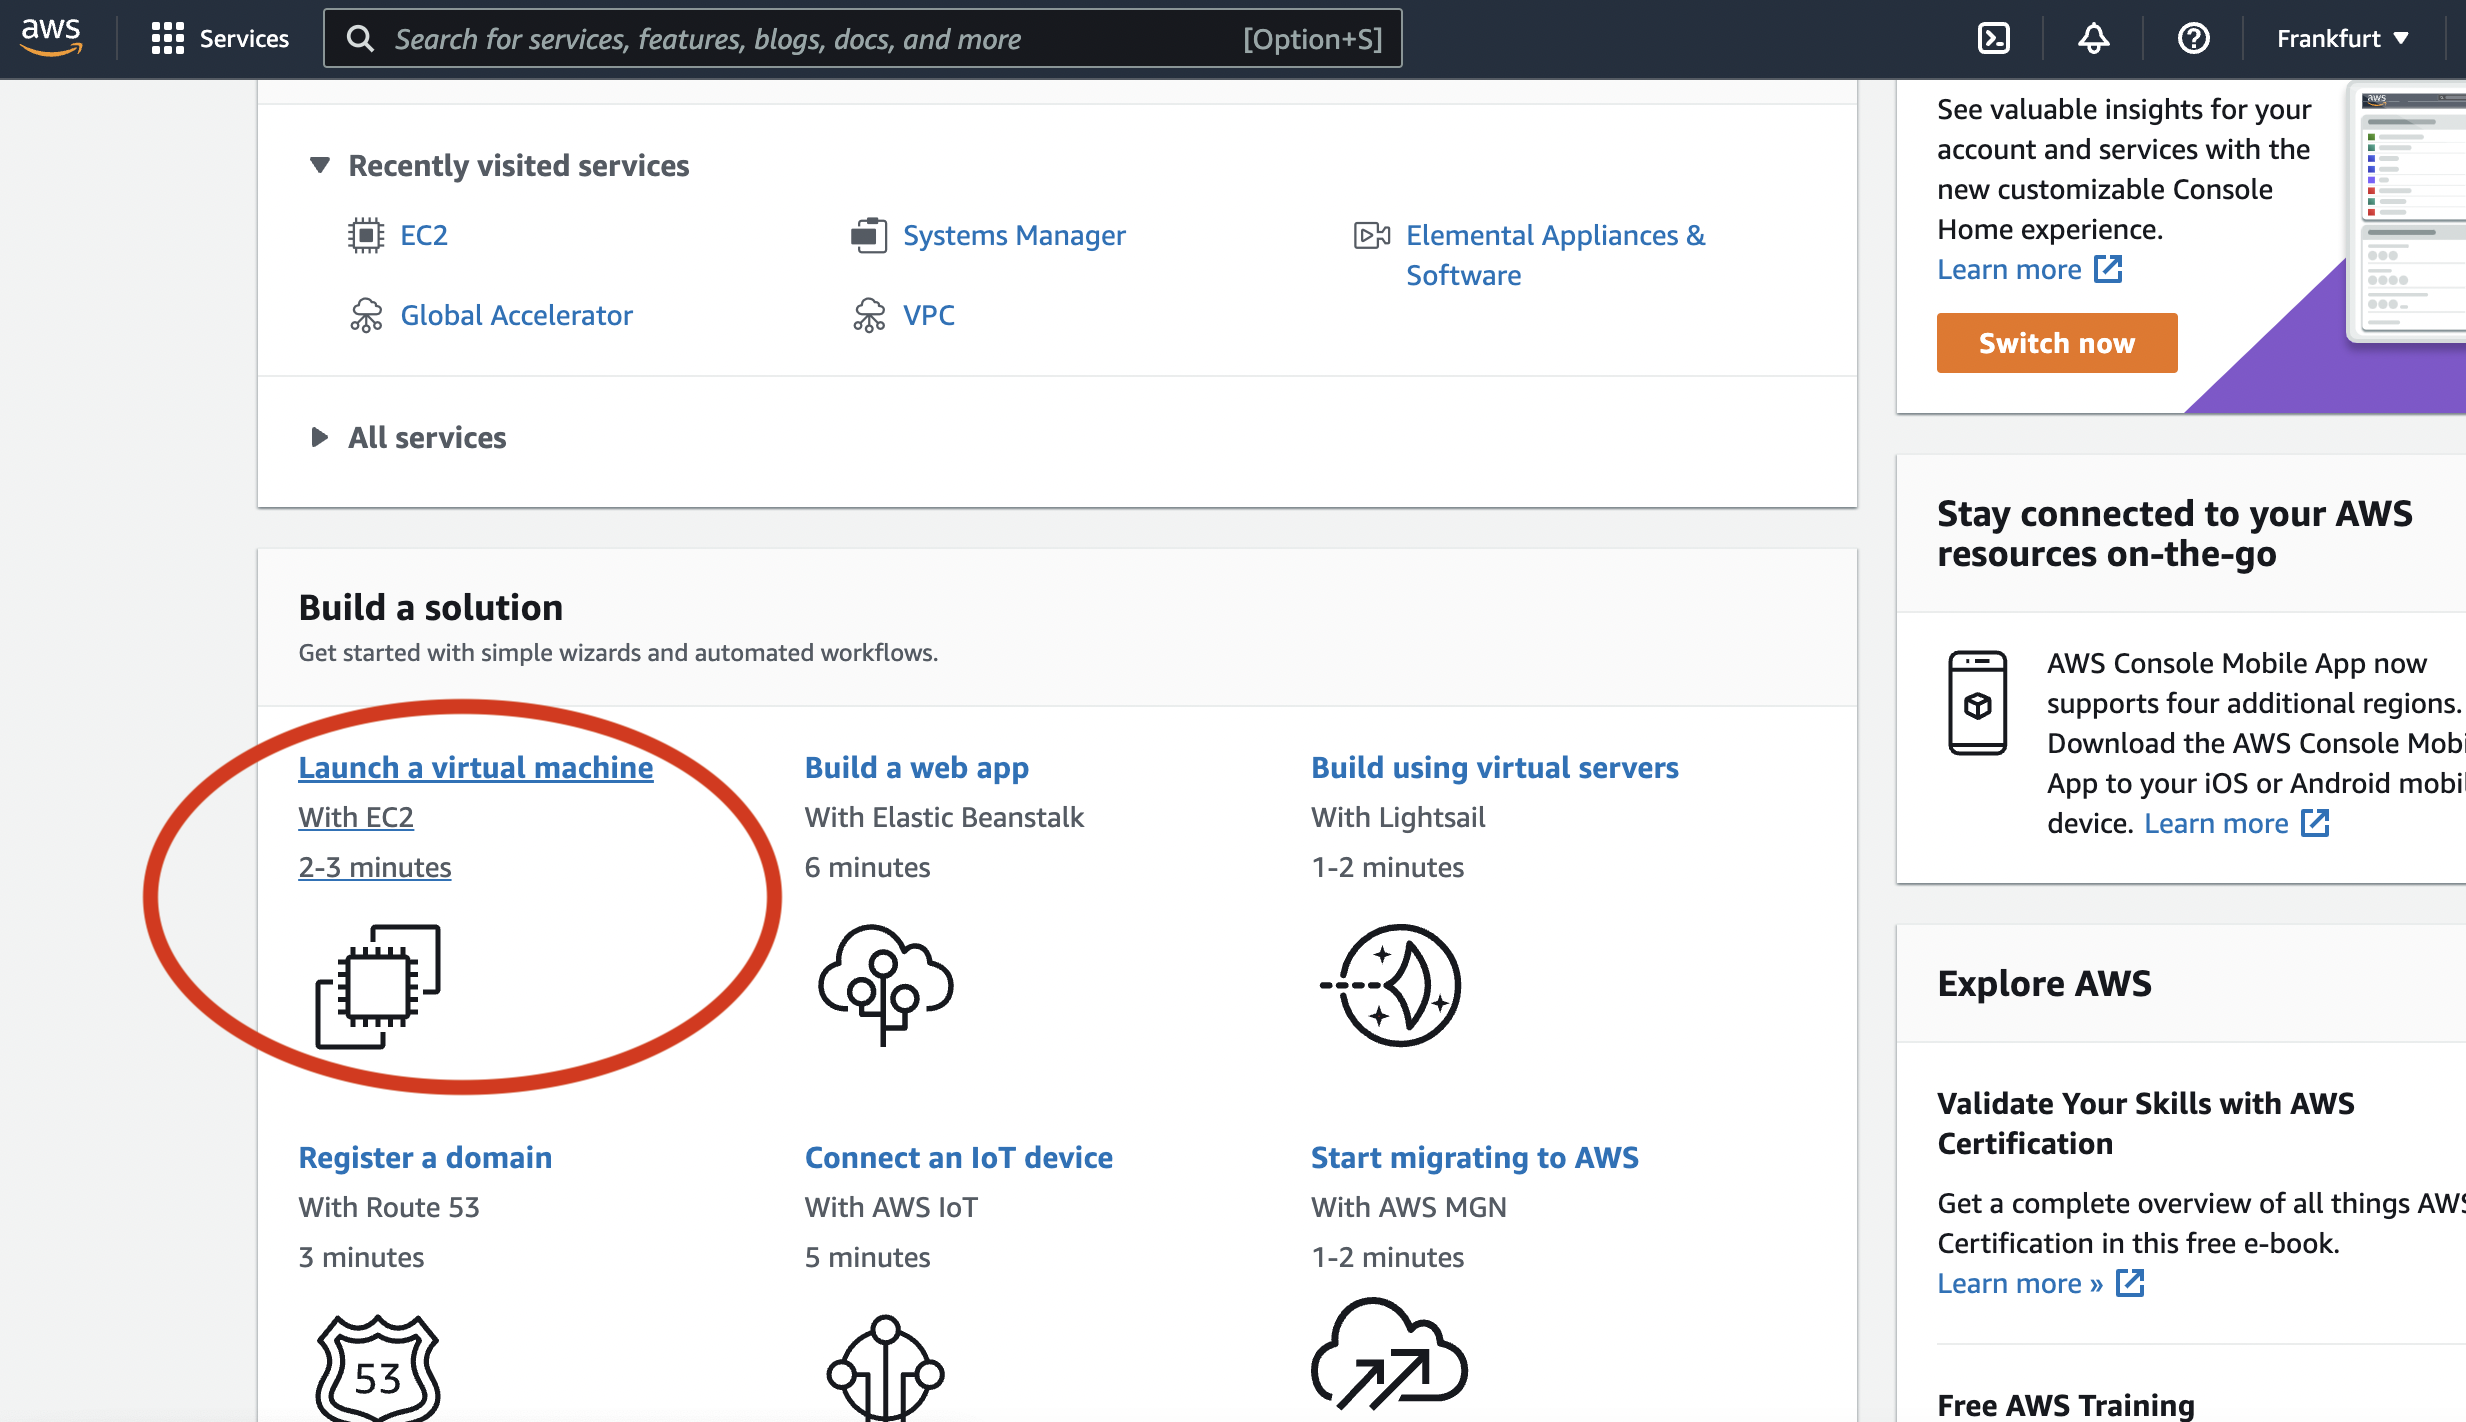 aws
Services
Search for services, features, blogs, docs, and more
[Option+S]
Frankfurt
Recently visited services
EC2
Systems Manager
Elemental Appliances &
Software
Global Accelerator
VPC
All services
Build a solution
Get started with simple wizards and automated workflows.
Launch a virtual machine
With EC2
2-3 minutes
Build a web app
With Elastic Beanstalk
6 minutes
Build using virtual servers
With Lightsail
1-2 minutes
Register a domain
With Route 53
3 minutes
53
Connect an IoT device
With AWS IoT
5 minutes
Start migrating to AWS
With AWS MGN
1-2 minutes
See valuable insights for your
account and services with the
new customizable Console
Home experience.
Learn more
Switch now
aws
Stay connected to your AWS
resources on-the-go
AWS Console Mobile App now
supports four additional regions.
Download the AWS Console Mobi
App to your iOS or Android mobil
device. Learn more
Explore AWS
Validate Your Skills with AWS
Certification
Get a complete overview of all things AWS
Certification in this free e-book.
Learn more »
Free AWS Training